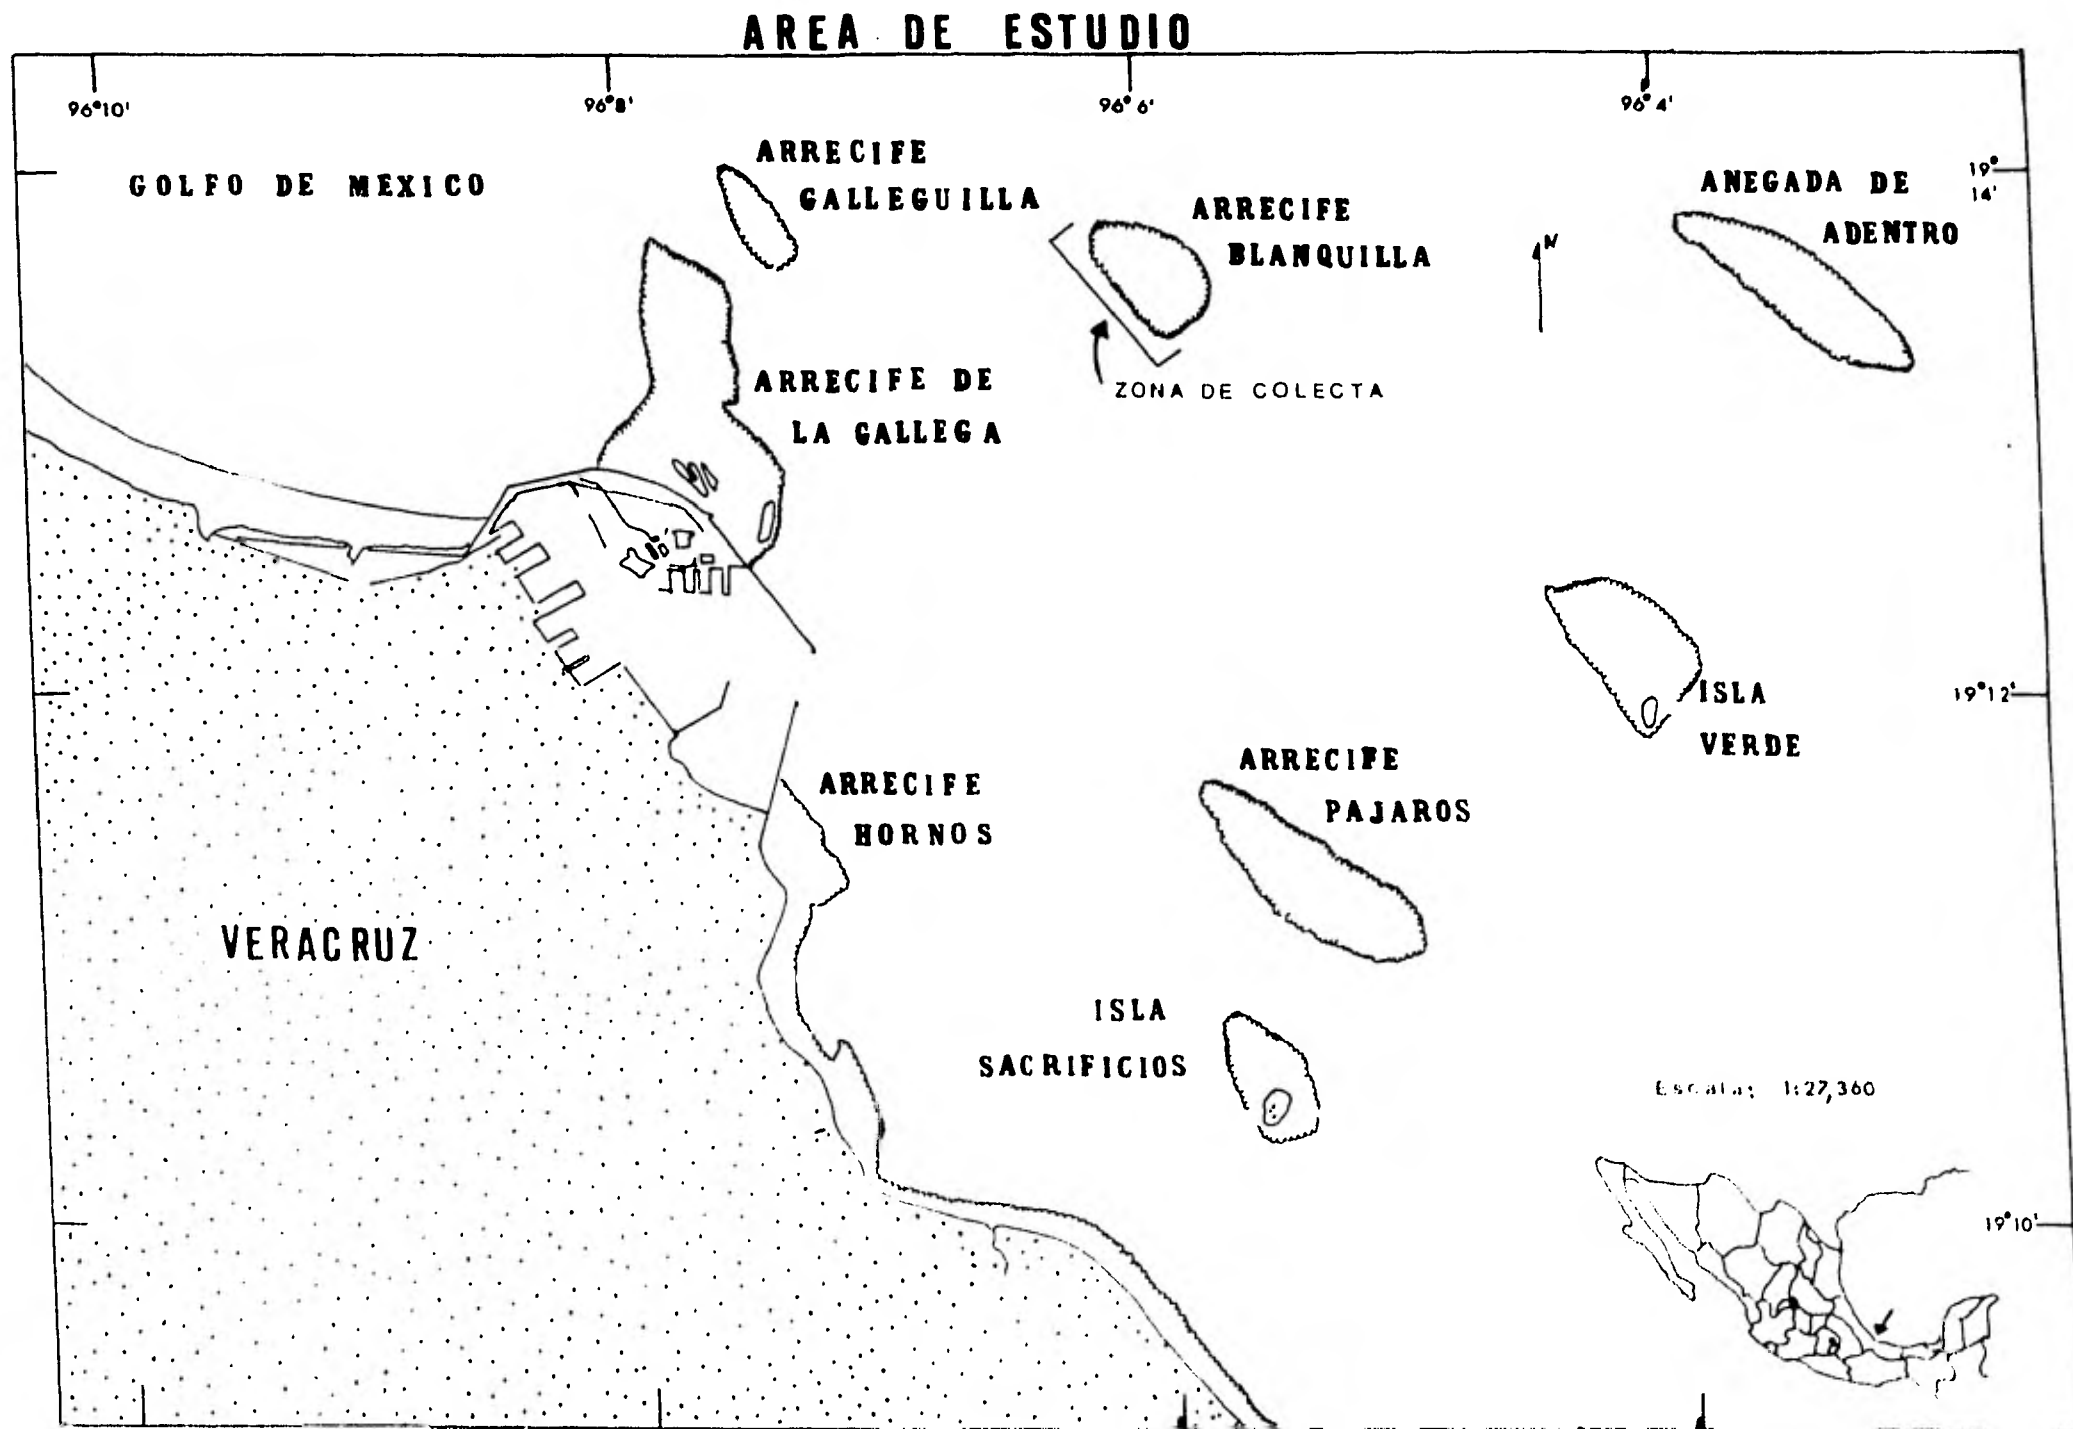 AREA DE ESTUDIO
96°10'
96°8'
96°6'
96°4'
ARRECIFE
GALLEGUILLA
GOLFO DE MEXICO
ARRECIFE
BLANQUILLA
ANEGADA DE
ADENTRO
19°
14'
N
ZONA DE COLECTA
ARRECIFE DE
LA GALLEGA
ISLA
VERDE
19°12'
ARRECIFE
PAJAROS
ARRECIFE
HORNOS
VERACRUZ
ISLA
SACRIFICIOS
Escala: 1:27,360
19°10'